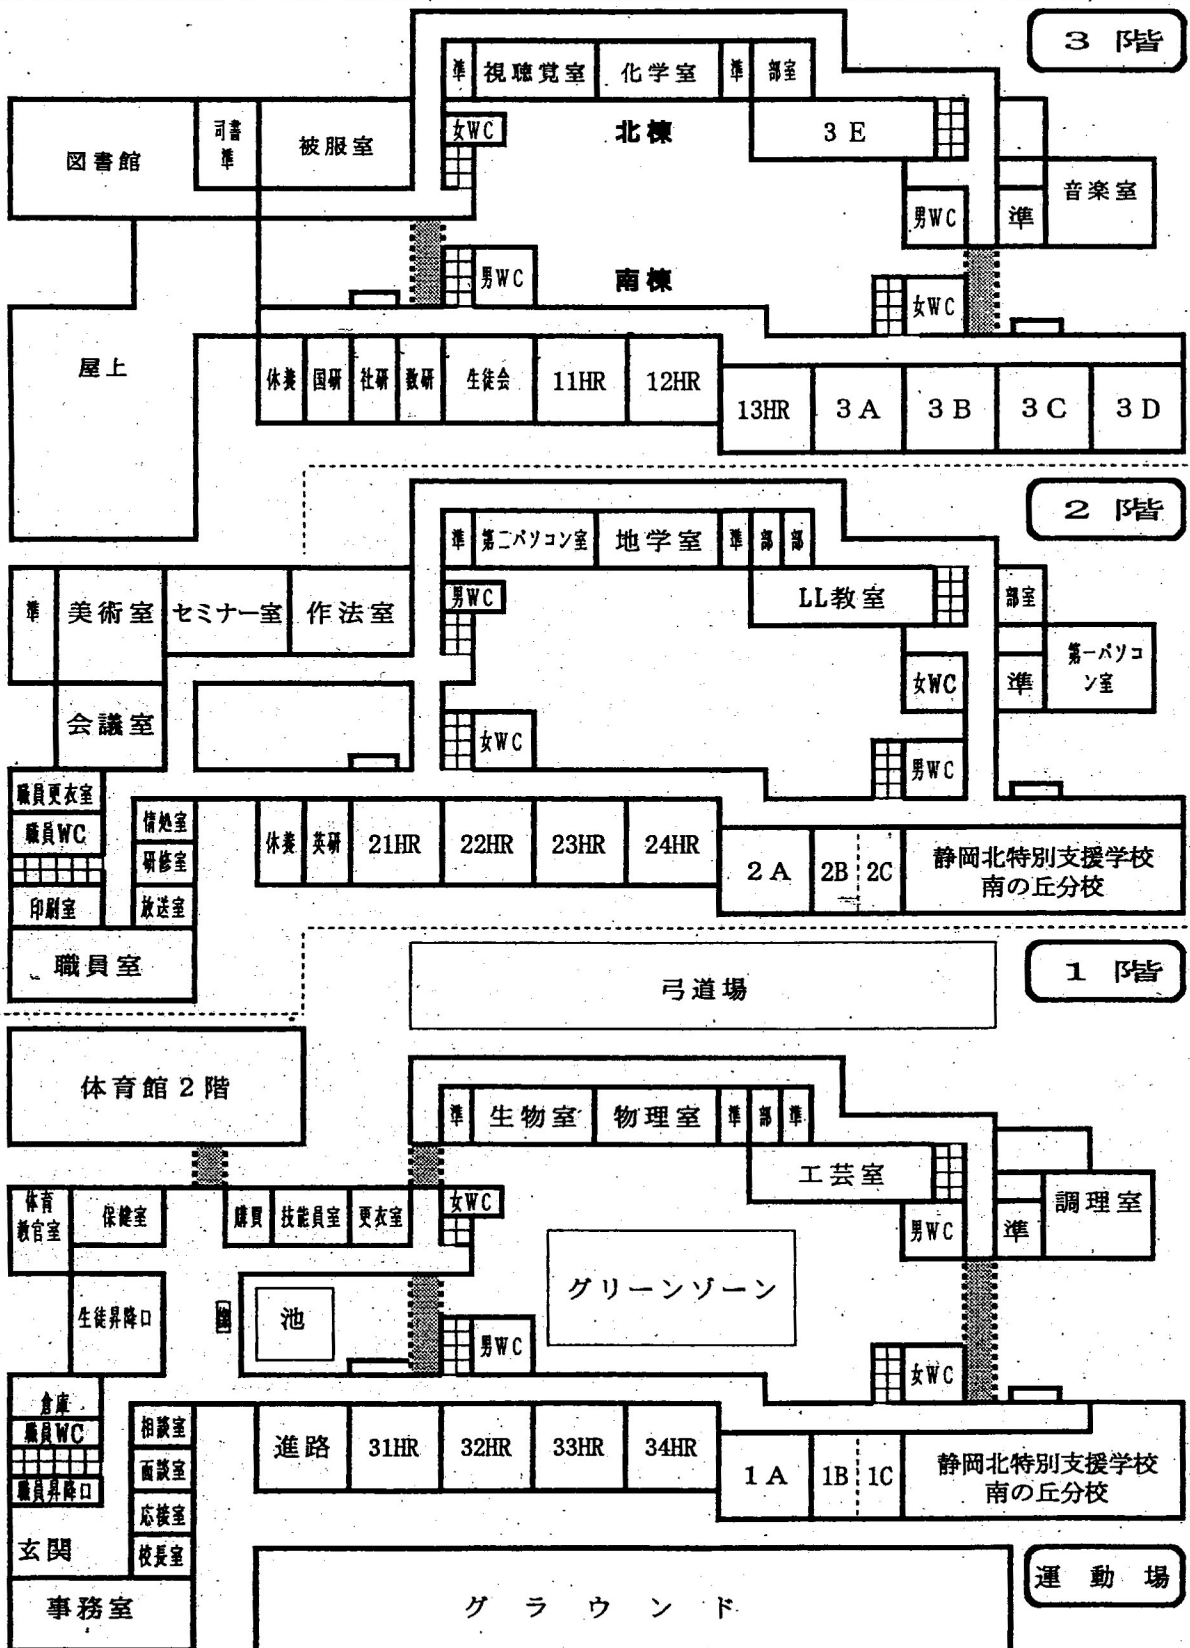 3 階
準 視聴覚室 化学室 準 部室
図書館 司書準 被服室 女WC 北棟 3E
男WC 準 音楽室
男WC 南棟 女WC
屋上
休養 国研 社研 数研 生徒会 11HR 12HR
13HR 3A 3B 3C 3D
2 階
準 第二パソコン室 地学室 準 部 部
準 美術室 セミナー室 作法室 男WC LL教室 部室
女WC 準 第一パソコ
ン室
会議室 女WC 男WC
職員更衣室
職員WC
印刷室
情処室
研修室
放送室
休養 英研 21HR 22HR 23HR 24HR
2A 2B 2C 静岡北特別支援学校
南の丘分校
職員室
1 階
弓道場
体育館2階
準 生物室 物理室 準 部 準
工芸室
体育
教官室
保健室 購買 技能員室 更衣室 女WC 男WC 準 調理室
生徒昇降口 池 グリーンゾーン
男WC 女WC
倉庫
職員WC
職員昇降口
玄関
相談室
面談室
応接室
校長室
進路 31HR 32HR 33HR 34HR
1A 1B 1C 静岡北特別支援学校
南の丘分校
事務室
グラウンド
運動場